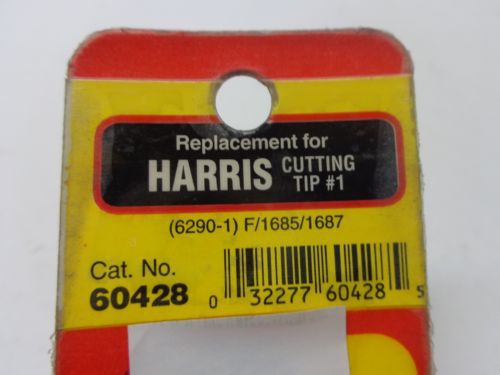 Replacement for
HARRIS CUTTING TIP #1
(6290-1) F/1685/1687
Cat. No.
60428
0 32277 60428 5